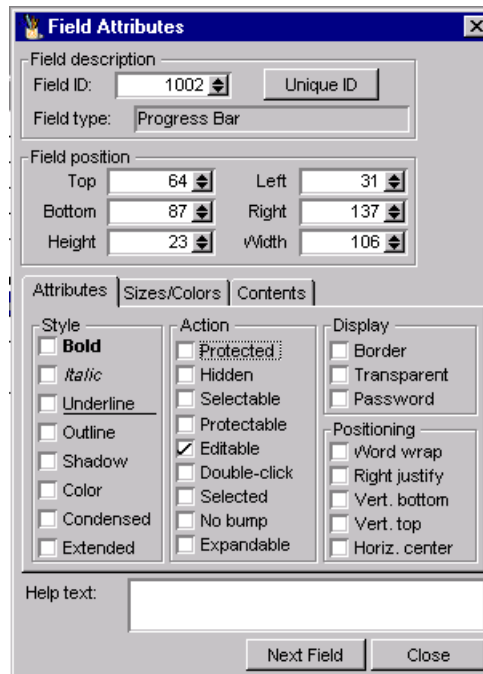 Field Attributes
Field description
Field ID: 1002 Unique ID
Field type: Progress Bar
Field position
Top 64 Left 31
Bottom 87 Right 137
Height 23 Width 106
Attributes Sizes/Colors Contents
Style
Bold
Italic
Underline
Outline
Shadow
Color
Condensed
Extended
Action
Protected
Hidden
Selectable
Protectable
Editable
Double-click
Selected
No bump
Expandable
Display
Border
Transparent
Password
Positioning
Word wrap
Right justify
Vert. bottom
Vert. top
Horiz. center
Help text:
Next Field Close